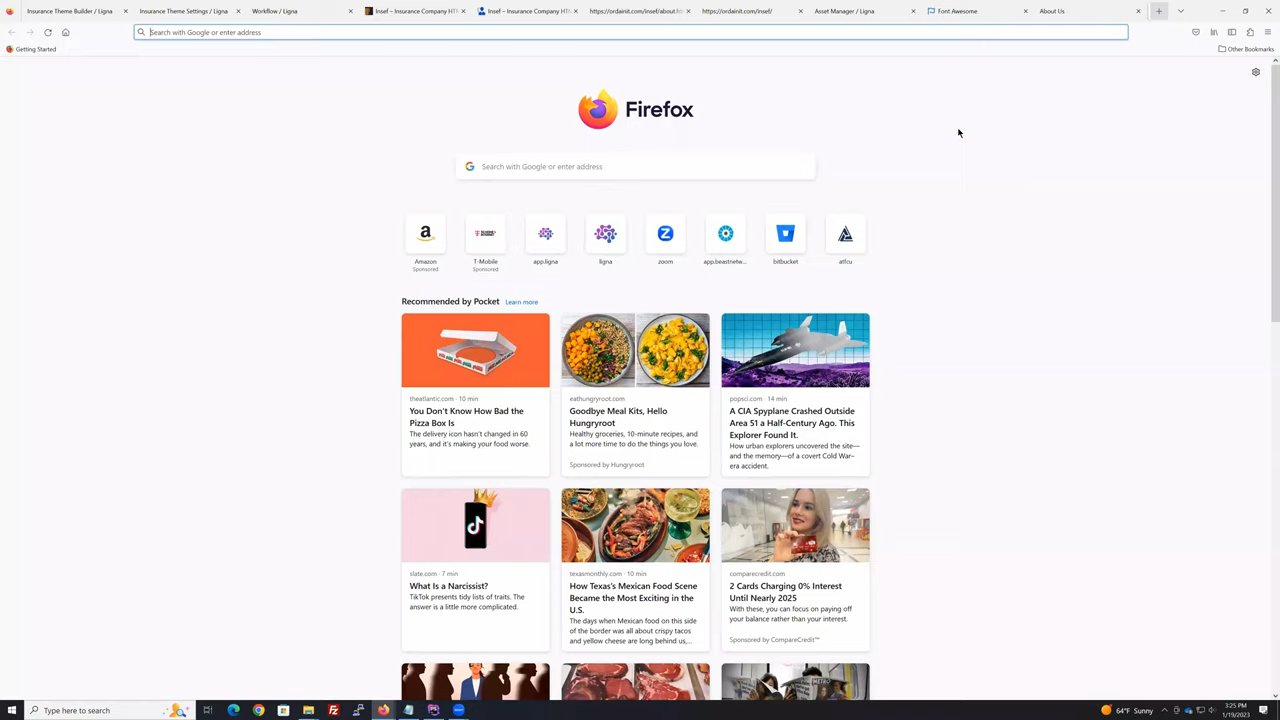 Insurance Theme Builder / Ligna
Insurance Theme Settings / Ligna
Workflow / Ligna
Insef – Insurance Company HT
Insef – Insurance Company HT
https://ordainit.com/insef/about.h
https://ordainit.com/insef/
Asset Manager / Ligna
Font Awesome
About Us
Search with Google or enter address
Getting Started
Other Bookmarks
Firefox
Search with Google or enter address
Amazon
Sponsored
T-Mobile
Sponsored
app.ligna
ligna
zoom
app.beastnetw...
bitbucket
atfcu
Recommended by Pocket Learn more
theatlantic.com · 10 min
You Don't Know How Bad the
Pizza Box Is
The delivery icon hasn't changed in 60
years, and it's making your food worse.
eathungryroot.com
Goodbye Meal Kits, Hello
Hungryroot
Healthy groceries, 10-minute recipes, and
a lot more time to do the things you love.
Sponsored by Hungryroot
popsci.com · 14 min
A CIA Spyplane Crashed Outside
Area 51 a Half-Century Ago. This
Explorer Found It.
How urban explorers uncovered the site—
and the memory—of a covert Cold War–
era accident.
slate.com · 7 min
What Is a Narcissist?
TikTok presents tidy lists of traits. The
answer is a little more complicated.
texasmonthly.com · 10 min
How Texas's Mexican Food Scene
Became the Most Exciting in the
U.S.
The days when Mexican food on this side
of the border was all about crispy tacos
and yellow cheese are long behind us,...
comparecredit.com
2 Cards Charging 0% Interest
Until Nearly 2025
With these, you can focus on paying off
your balance rather than your interest.
Sponsored by CompareCredit™
METRO
Type here to search
64°F Sunny
3:25 PM
1/19/2023